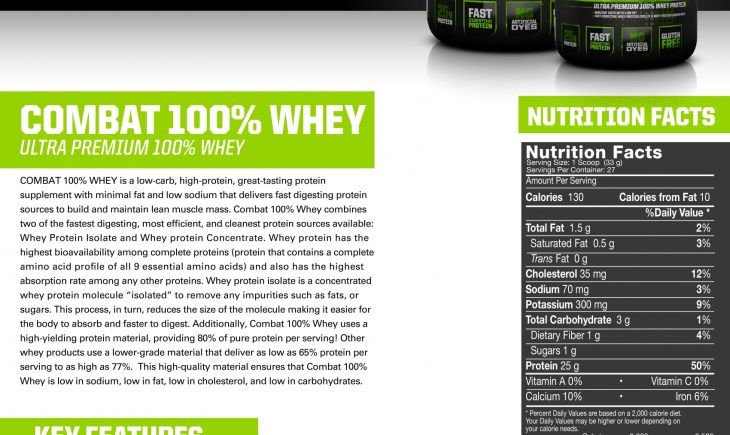 ULTRA PREMIUM 100% WHEY PROTEIN
FAST
DIGESTING
PROTEIN
NO
ARTIFICIAL
DYES
25g
FAST
DIGESTING
PROTEIN
NO
ARTIFICIAL
DYES
GLUTEN
FREE
COMBAT 100% WHEY
ULTRA PREMIUM 100% WHEY
COMBAT 100% WHEY is a low-carb, high-protein, great-tasting protein
supplement with minimal fat and low sodium that delivers fast digesting protein
sources to build and maintain lean muscle mass. Combat 100% Whey combines
two of the fastest digesting, most efficient, and cleanest protein sources available:
Whey Protein Isolate and Whey protein Concentrate. Whey protein has the
highest bioavailability among complete proteins (protein that contains a complete
amino acid profile of all 9 essential amino acids) and also has the highest
absorption rate among any other proteins. Whey protein isolate is a concentrated
whey protein molecule “isolated” to remove any impurities such as fats, or
sugars. This process, in turn, reduces the size of the molecule making it easier for
the body to absorb and faster to digest. Additionally, Combat 100% Whey uses a
high-yielding protein material, providing 80% of pure protein per serving! Other
whey products use a lower-grade material that deliver as low as 65% protein per
serving to as high as 77%. This high-quality material ensures that Combat 100%
Whey is low in sodium, low in fat, low in cholesterol, and low in carbohydrates.
KEY FEATURES
NUTRITION FACTS
Nutrition Facts
Serving Size: 1 Scoop (33 g)
Servings Per Container: 27
Amount Per Serving
Calories 130 Calories from Fat 10
%Daily Value *
Total Fat 1.5 g 2%
Saturated Fat 0.5 g 3%
Trans Fat 0 g
Cholesterol 35 mg 12%
Sodium 70 mg 3%
Potassium 300 mg 9%
Total Carbohydrate 3 g 1%
Dietary Fiber 1 g 4%
Sugars 1 g
Protein 25 g 50%
Vitamin A 0% • Vitamin C 0%
Calcium 10% • Iron 6%
* Percent Daily Values are based on a 2,000 calorie diet.
Your Daily Values may be higher or lower depending on
your calorie needs.